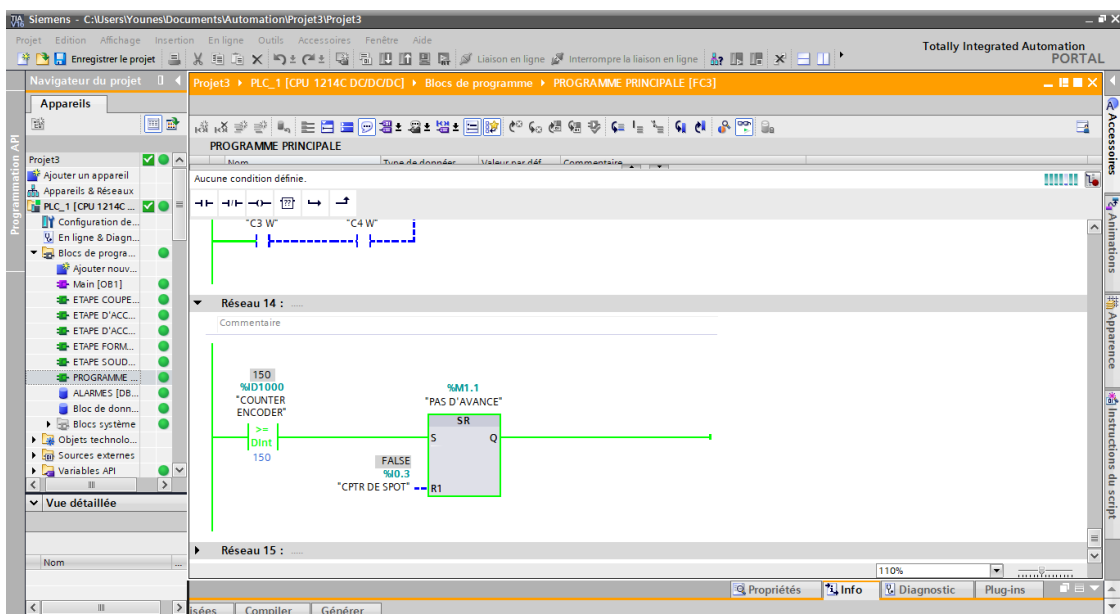 Siemens - C:\Users\Younes\Documents\Automation\Projet3\Projet3
Projet Edition Affichage Insertion En ligne Outils Accessoires Fenêtre Aide
Enregistrer le projet Liaison en ligne Interrompre la liaison en ligne
Totally Integrated Automation
PORTAL
Navigateur du projet
Projet3 PLC_1 [CPU 1214C DC/DC/DC] Blocs de programme PROGRAMME PRINCIPALE [FC3]
Appareils
PROGRAMME PRINCIPALE
Nom Type de données Valeur par déf. Commentaire
Programmation API
Projet3
Ajouter un appareil
Appareils & Réseaux
PLC_1 [CPU 1214C ...
Configuration de...
En ligne & Diagn...
Blocs de progra...
Ajouter nouv...
Main [OB1]
ETAPE COUPE...
ETAPE D'ACC...
ETAPE D'ACC...
ETAPE FORM...
ETAPE SOUD...
PROGRAMME ...
ALARMES [DB...
Bloc de donn...
Blocs système
Objets technolo...
Sources externes
Variables API
Vue détaillée
Nom ...
Aucune condition définie.
??
"C3 W" "C4 W"
Réseau 14 : ....
Commentaire
150
%ID1000
"COUNTER
ENCODER"
>=
DInt
150
%M1.1
"PAS D'AVANCE"
SR
S Q
FALSE
%I0.3
"CPTR DE SPOT" R1
Réseau 15 : ....
110%
Propriétés Info Diagnostic Plug-ins
isées Compiler Générer
Accessoires
Animations
Apparence
Instructions du script